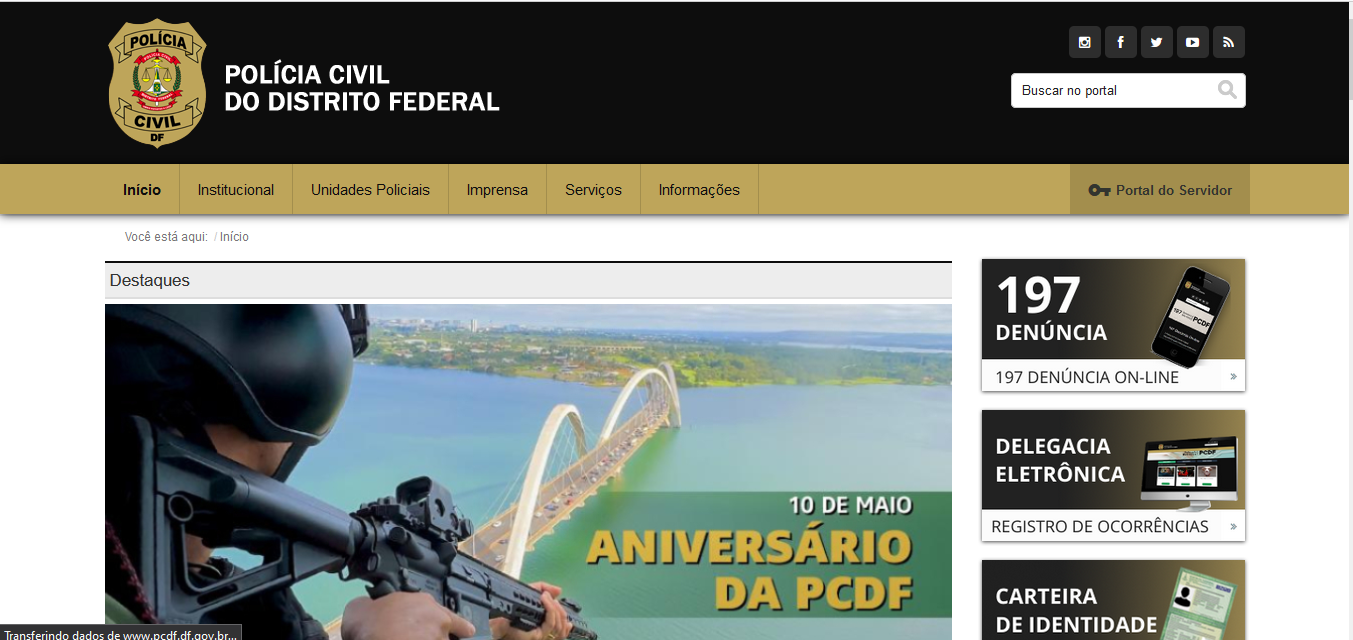 POLÍCIA
CIVIL
DF
POLÍCIA CIVIL
DO DISTRITO FEDERAL
Buscar no portal
Início
Institucional
Unidades Policiais
Imprensa
Serviços
Informações
Portal do Servidor
Você está aqui: / Início
Destaques
10 DE MAIO
ANIVERSÁRIO
DA PCDF
197
DENÚNCIA
197 DENÚNCIA ON-LINE »
DELEGACIA
ELETRÔNICA
REGISTRO DE OCORRÊNCIAS »
CARTEIRA
DE IDENTIDADE
Transferindo dados de www.pcdf.df.gov.br...